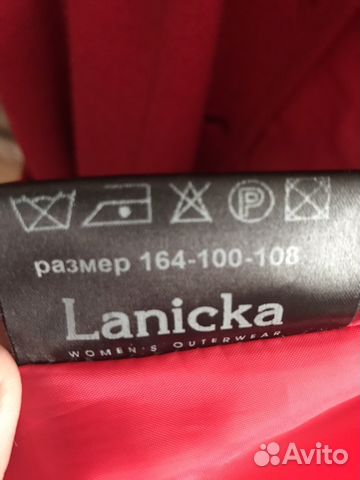 P
размер 164-100-108
Lanicka
WOMEN'S OUTERWEAR
Avito